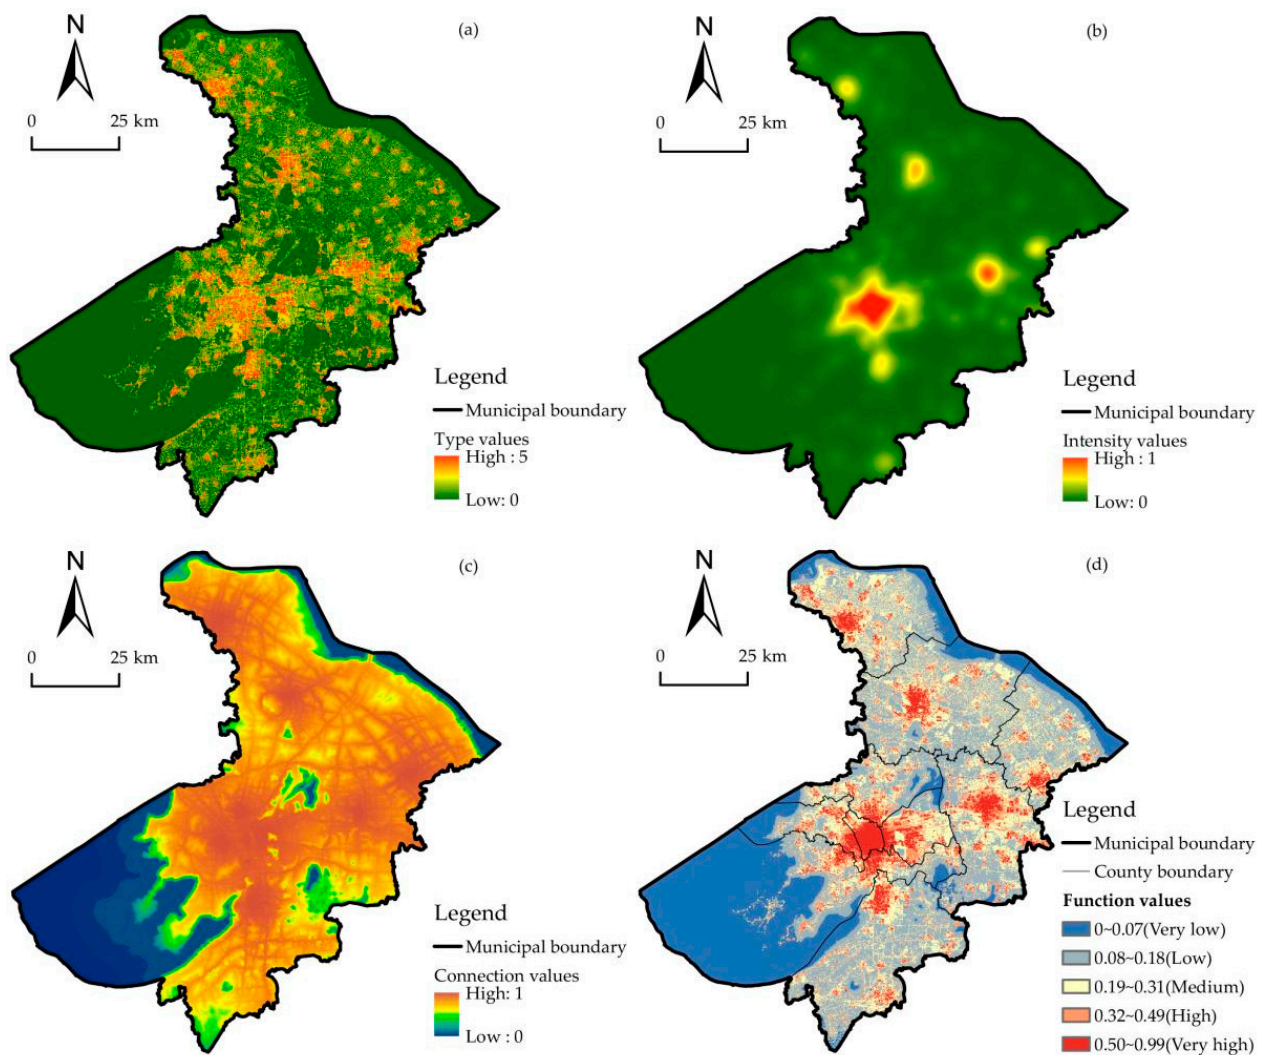 N
(a)
0 25 km
Legend
Municipal boundary
Type values
High : 5
Low: 0
N
(b)
0 25 km
Legend
Municipal boundary
Intensity values
High : 1
Low: 0
N
(c)
0 25 km
Legend
Municipal boundary
Connection values
High: 1
Low : 0
N
(d)
0 25 km
Legend
Municipal boundary
County boundary
Function values
0~0.07(Very low)
0.08~0.18(Low)
0.19~0.31(Medium)
0.32~0.49(High)
0.50~0.99(Very high)